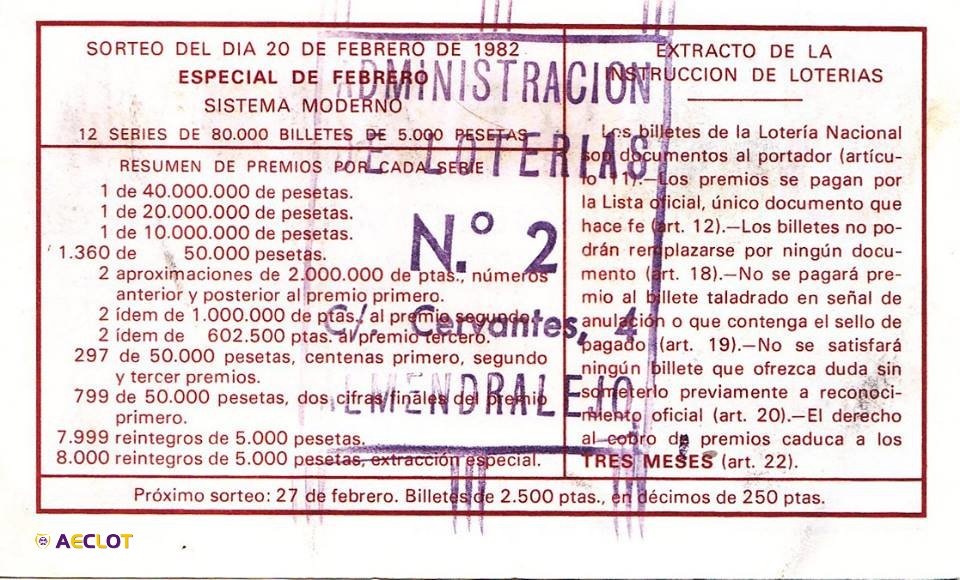 SORTEO DEL DIA 20 DE FEBRERO DE 1982
ESPECIAL DE FEBRERO
SISTEMA MODERNO
12 SERIES DE 80.000 BILLETES DE 5.000 PESETAS
RESUMEN DE PREMIOS POR CADA SERIE
1 de 40.000.000 de pesetas.
1 de 20.000.000 de pesetas.
1 de 10.000.000 de pesetas.
1.360 de 50.000 pesetas.
2 aproximaciones de 2.000.000 de ptas., números
anterior y posterior al premio primero.
2 ídem de 1.000.000 de ptas. al premio segundo.
2 ídem de 602.500 ptas. al premio tercero.
297 de 50.000 pesetas, centenas primero, segundo
y tercer premios.
799 de 50.000 pesetas, dos cifras finales del premio
primero.
7.999 reintegros de 5.000 pesetas.
8.000 reintegros de 5.000 pesetas, extracción especial.
EXTRACTO DE LA
INSTRUCCION DE LOTERIAS
Los billetes de la Lotería Nacional
son documentos al portador (artícu-
lo 11).—Los premios se pagan por
la Lista oficial, único documento que
hace fe (art. 12).—Los billetes no po-
drán remplazarse por ningún docu-
mento (art. 18).—No se pagará pre-
mio al billete taladrado en señal de
anulación o que contenga el sello de
pagado (art. 19).—No se satisfará
ningún billete que ofrezca duda sin
someterlo previamente a reconoci-
miento oficial (art. 20).—El derecho
al cobro de premios caduca a los
TRES MESES (art. 22).
Próximo sorteo: 27 de febrero. Billetes de 2.500 ptas., en décimos de 250 ptas.
ADMINISTRACION
DE LOTERIAS
N.º 2
C/. Cervantes, 4
ALMENDRALEJO
AECLOT